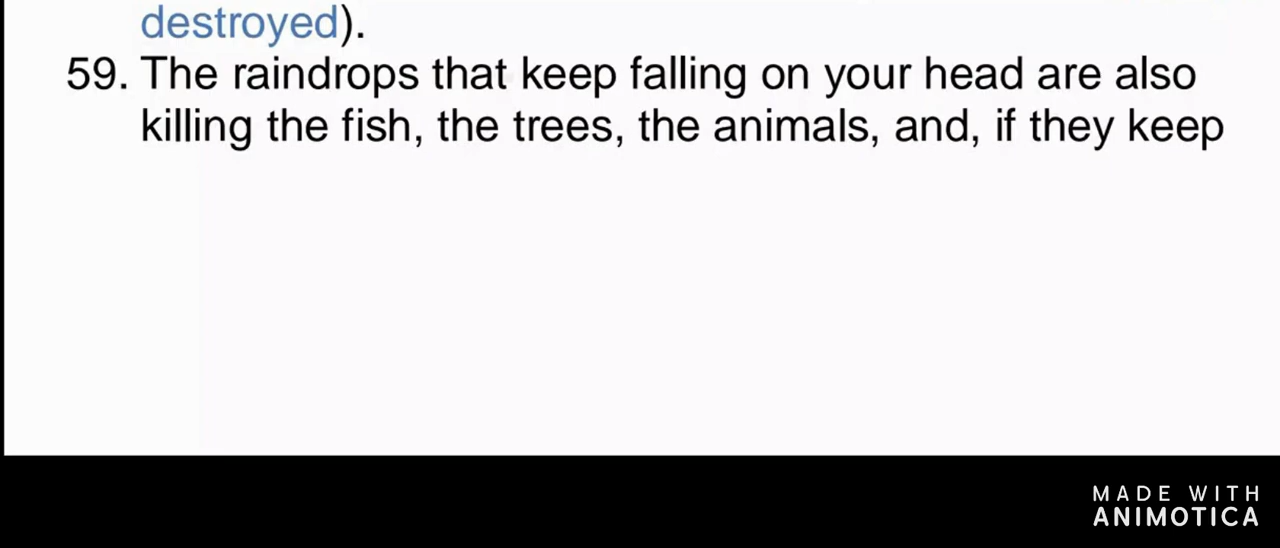 destroyed).
59. The raindrops that keep falling on your head are also
killing the fish, the trees, the animals, and, if they keep
MADE WITH
ANIMOTICA